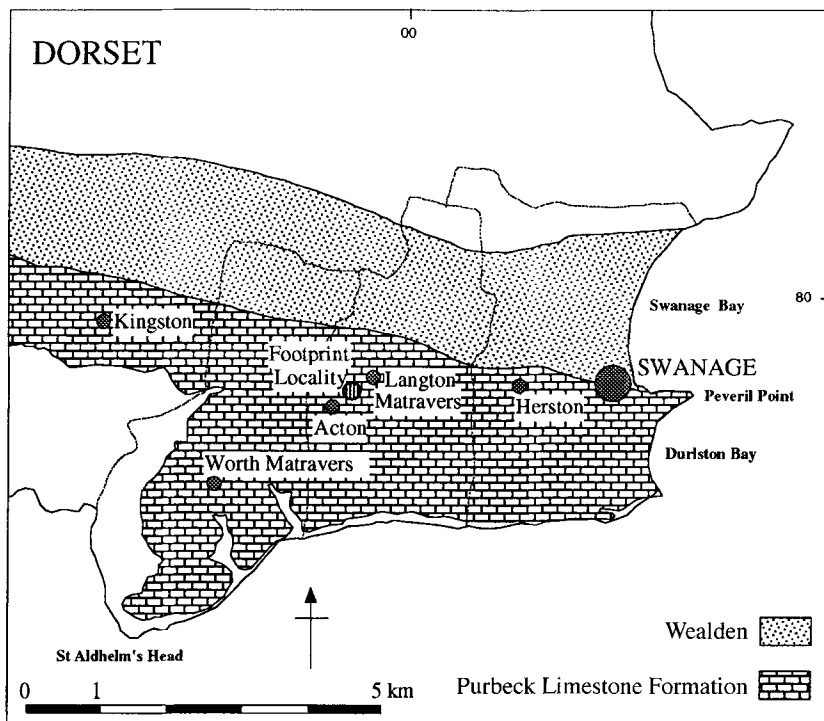 00
DORSET
80
Swanage Bay
Kingston
Footprint
Locality
SWANAGE
Langton
Matravers
Herston
Peveril Point
Acton
Durlston Bay
Worth Matravers
Wealden
St Aldhelm's Head
Purbeck Limestone Formation
0 1 5 km